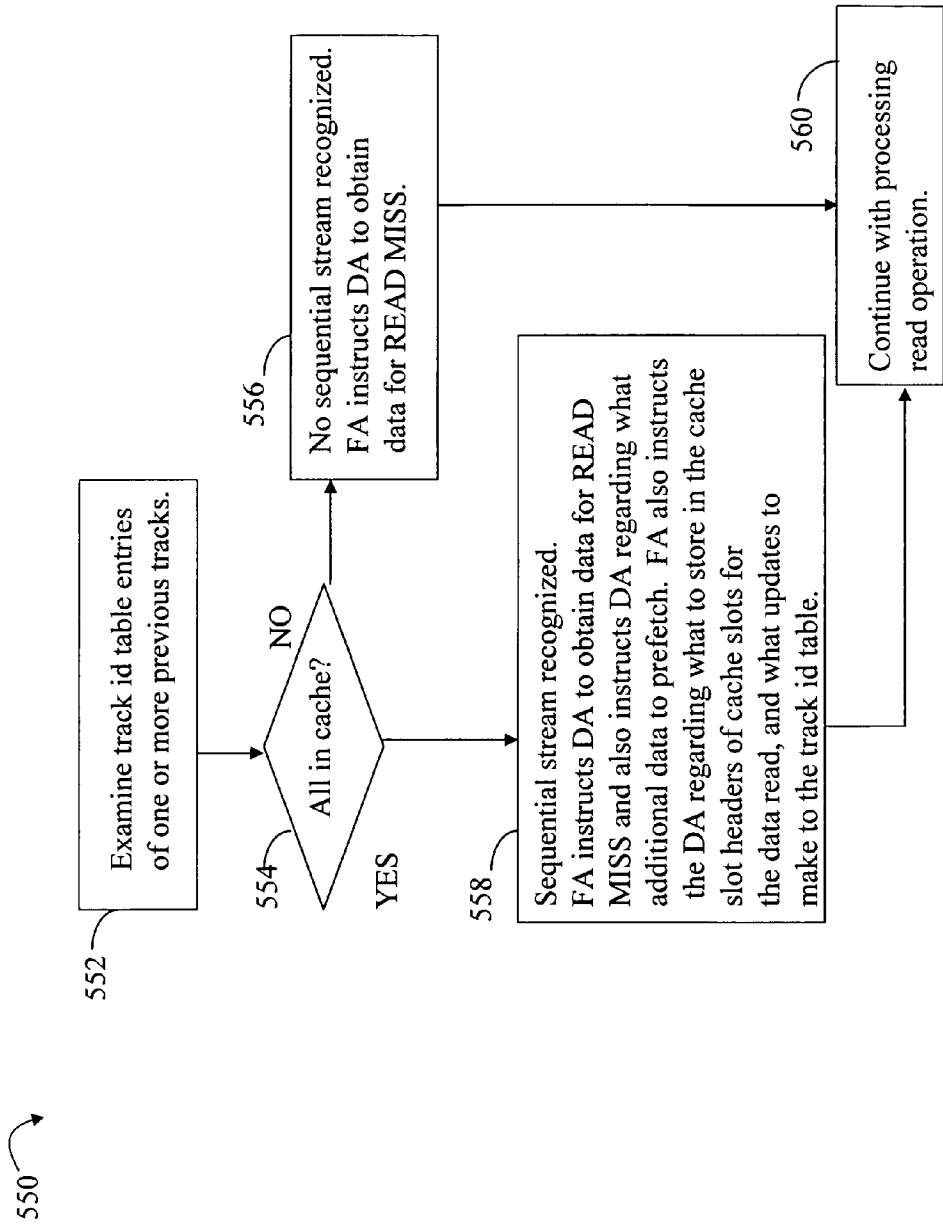 550
552
Examine track id table entries
of one or more previous tracks.
554
All in cache?
NO
YES
556
No sequential stream recognized.
FA instructs DA to obtain
data for READ MISS.
558
Sequential stream recognized.
FA instructs DA to obtain data for READ
MISS and also instructs DA regarding what
additional data to prefetch.  FA also instructs
the DA regarding what to store in the cache
slot headers of cache slots for
the data read, and what updates to
make to the track id table.
560
Continue with processing
read operation.